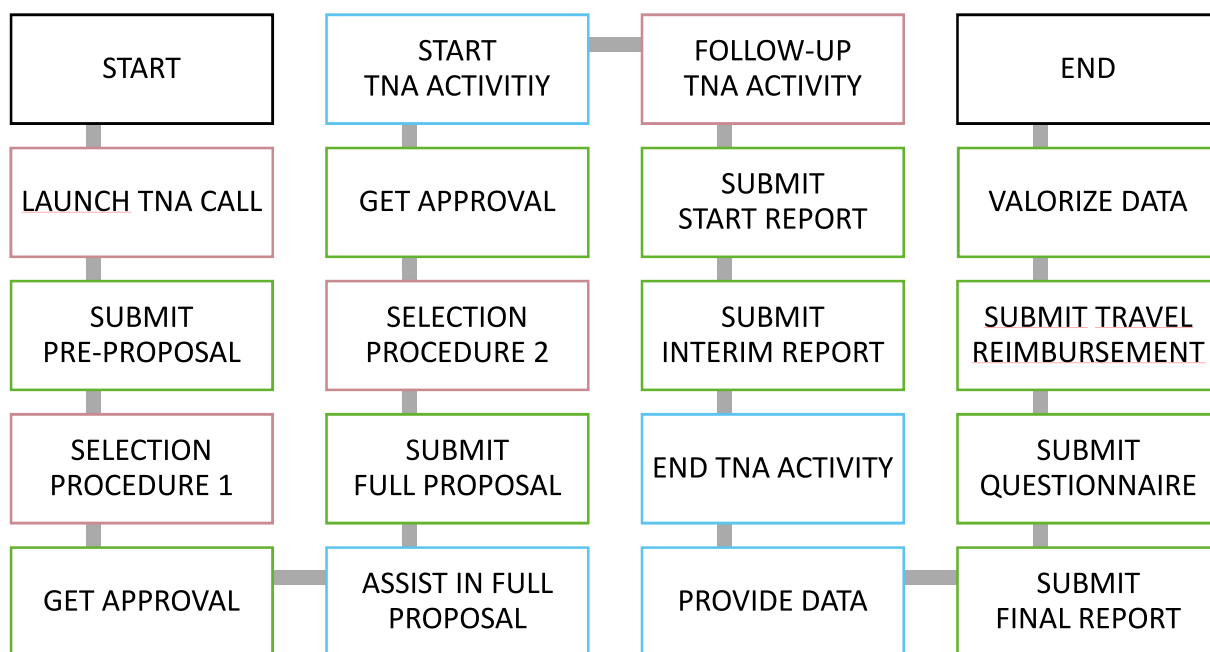 START
LAUNCH TNA CALL
SUBMIT
PRE-PROPOSAL
SELECTION
PROCEDURE 1
GET APPROVAL
START
TNA ACTIVITIY
GET APPROVAL
SELECTION
PROCEDURE 2
SUBMIT
FULL PROPOSAL
ASSIST IN FULL
PROPOSAL
FOLLOW-UP
TNA ACTIVITY
SUBMIT
START REPORT
SUBMIT
INTERIM REPORT
END TNA ACTIVITY
PROVIDE DATA
END
VALORIZE DATA
SUBMIT TRAVEL
REIMBURSEMENT
SUBMIT
QUESTIONNAIRE
SUBMIT
FINAL REPORT